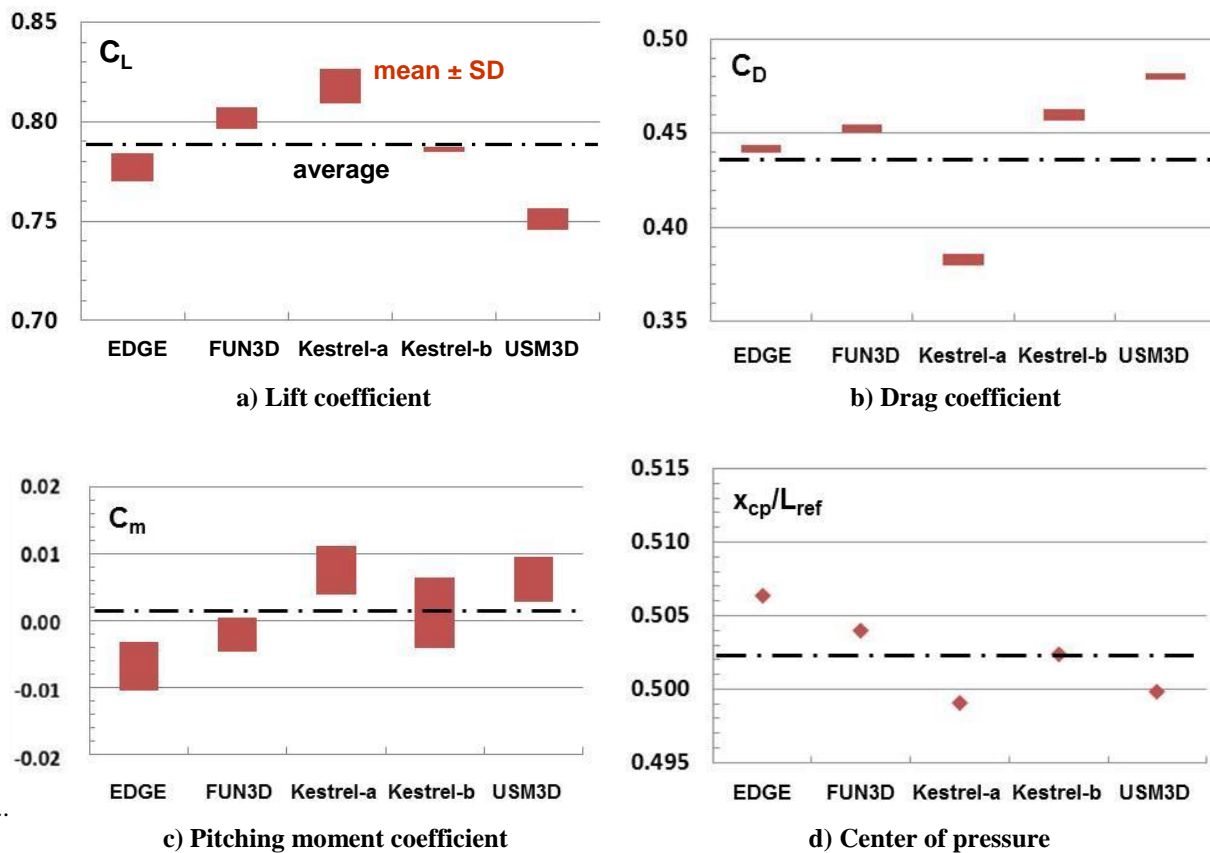 0.85
C_L
mean ± SD
0.80
average
0.75
0.70
EDGE FUN3D Kestrel-a Kestrel-b USM3D
a) Lift coefficient
0.50
C_D
0.45
0.40
0.35
EDGE FUN3D Kestrel-a Kestrel-b USM3D
b) Drag coefficient
0.02
C_m
0.01
0.00
-0.01
-0.02
EDGE FUN3D Kestrel-a Kestrel-b USM3D
..
c) Pitching moment coefficient
0.515
x_cp/L_ref
0.510
0.505
0.500
0.495
EDGE FUN3D Kestrel-a Kestrel-b USM3D
d) Center of pressure